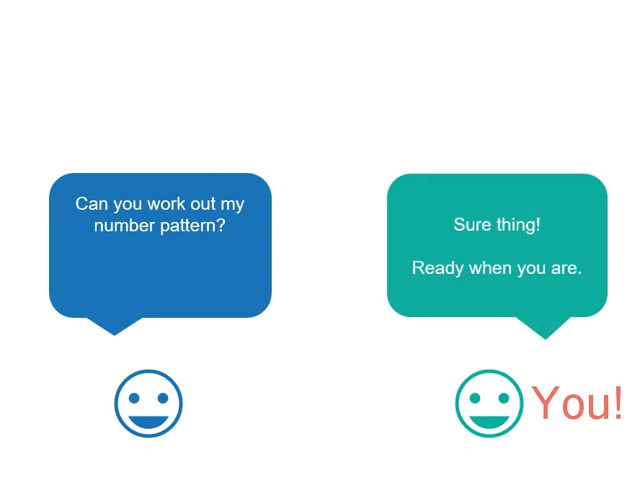 Can you work out my
number pattern?
Sure thing!
Ready when you are.
You!